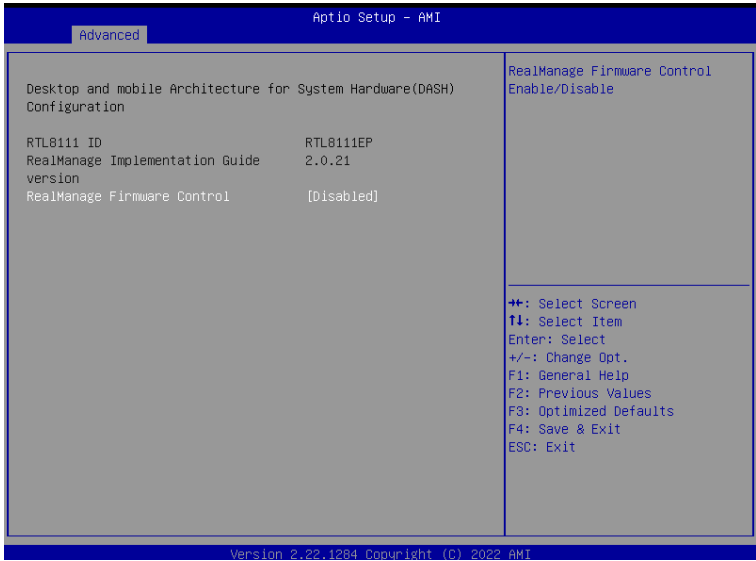 Aptio Setup – AMI
Advanced
Desktop and mobile Architecture for System Hardware(DASH)
Configuration
RTL8111 ID RTL8111EP
RealManage Implementation Guide 2.0.21
version
RealManage Firmware Control [Disabled]
RealManage Firmware Control
Enable/Disable
→←: Select Screen
↑↓: Select Item
Enter: Select
+/-: Change Opt.
F1: General Help
F2: Previous Values
F3: Optimized Defaults
F4: Save & Exit
ESC: Exit
Version 2.22.1284 Copyright (C) 2022 AMI